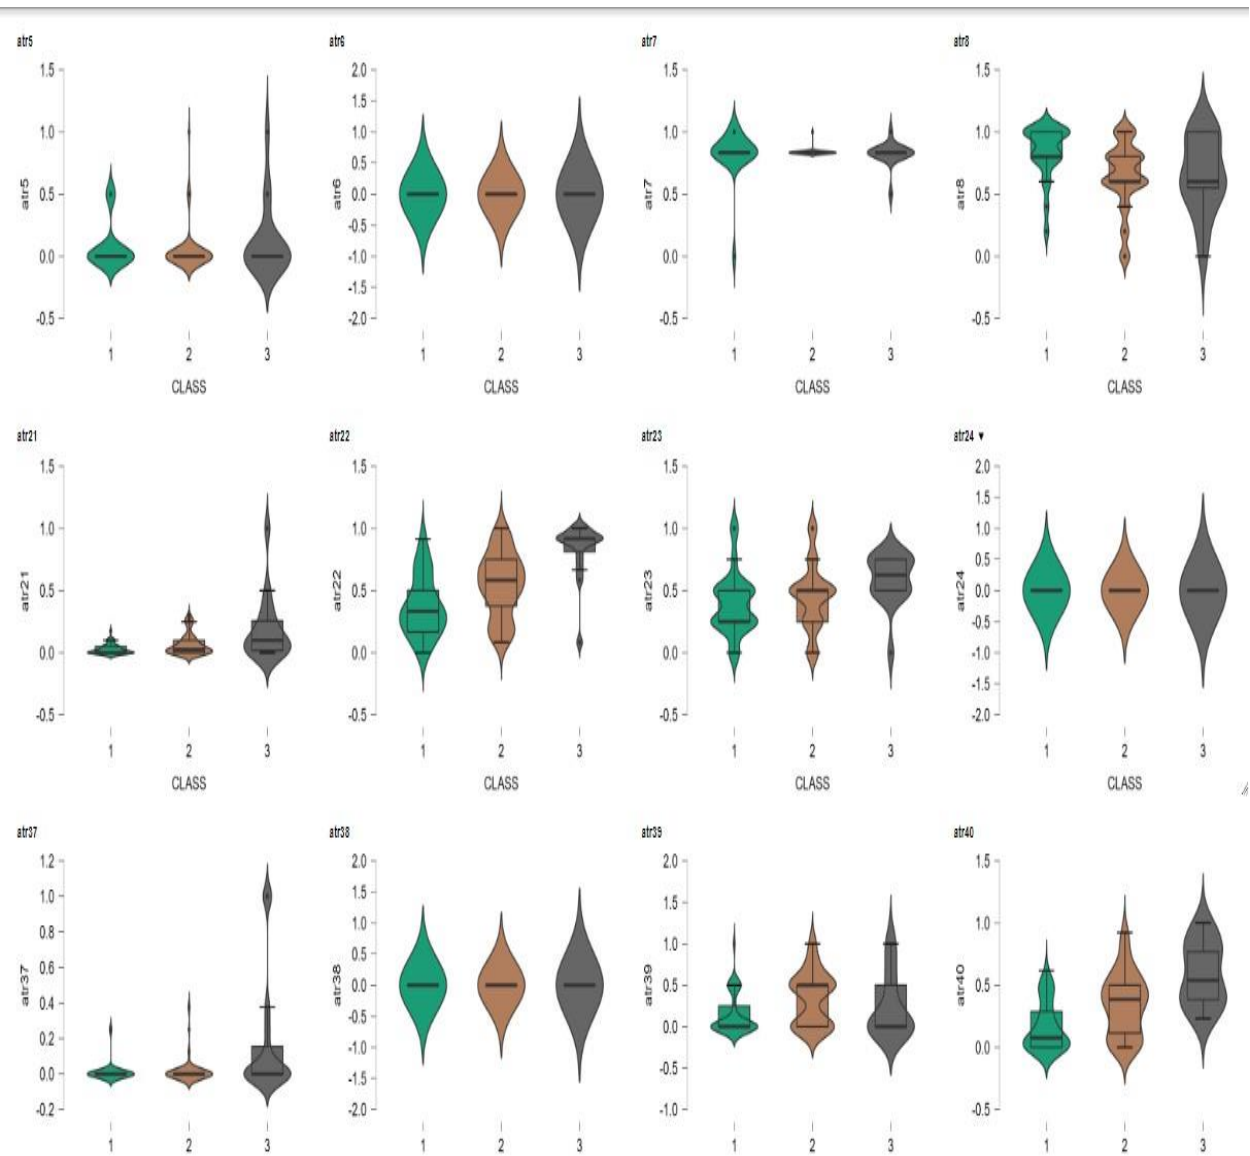 atr5 atr6 atr7 atr8
1.5 2.0 1.5 1.5
1.5
1.0 1.0 1.0 1.0
0.5 0.5 0.5 0.5
atr5 atr6 atr7 atr8
0.0 0.0 0.0 0.0
-0.5
-1.0
-1.5
-0.5 -2.0 -0.5 -0.5
1 2 3 1 2 3 1 2 3 1 2 3
CLASS CLASS CLASS CLASS
atr21 atr22 atr23 atr24 ▼
1.5 1.5 1.5 2.0
1.5
1.0 1.0 1.0 1.0
0.5 0.5 0.5 0.5
atr21 atr22 atr23 atr24
0.0 0.0 0.0 0.0
-0.5
-1.0
-1.5
-0.5 -0.5 -0.5 -2.0
1 2 3 1 2 3 1 2 3 1 2 3
CLASS CLASS CLASS CLASS
atr37 atr38 atr39 atr40
1.2 2.0 2.0 1.5
1.0 1.5 1.5
0.8 1.0 1.0 1.0
0.6 0.5 0.5 0.5
atr37 atr38 atr39 atr40
0.4 0.0 0.0 0.0
0.2 -0.5 -0.5
0.0 -1.0
-1.5
-0.2 -2.0 -1.0 -0.5
1 2 3 1 2 3 1 2 3 1 2 3